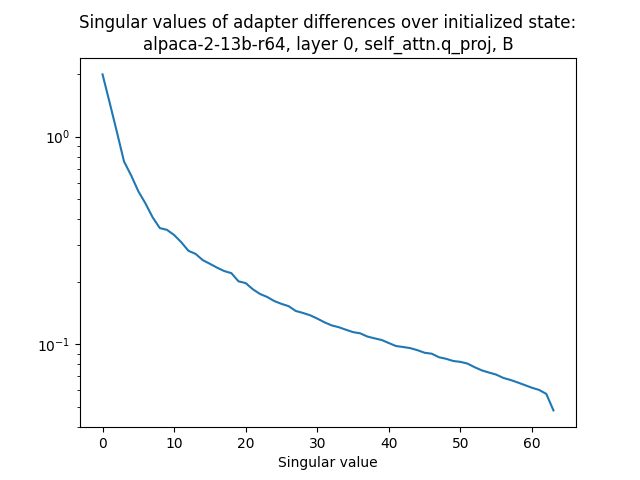 Singular values of adapter differences over initialized state:
alpaca-2-13b-r64, layer 0, self_attn.q_proj, B
10⁰
10⁻¹
0 10 20 30 40 50 60
Singular value